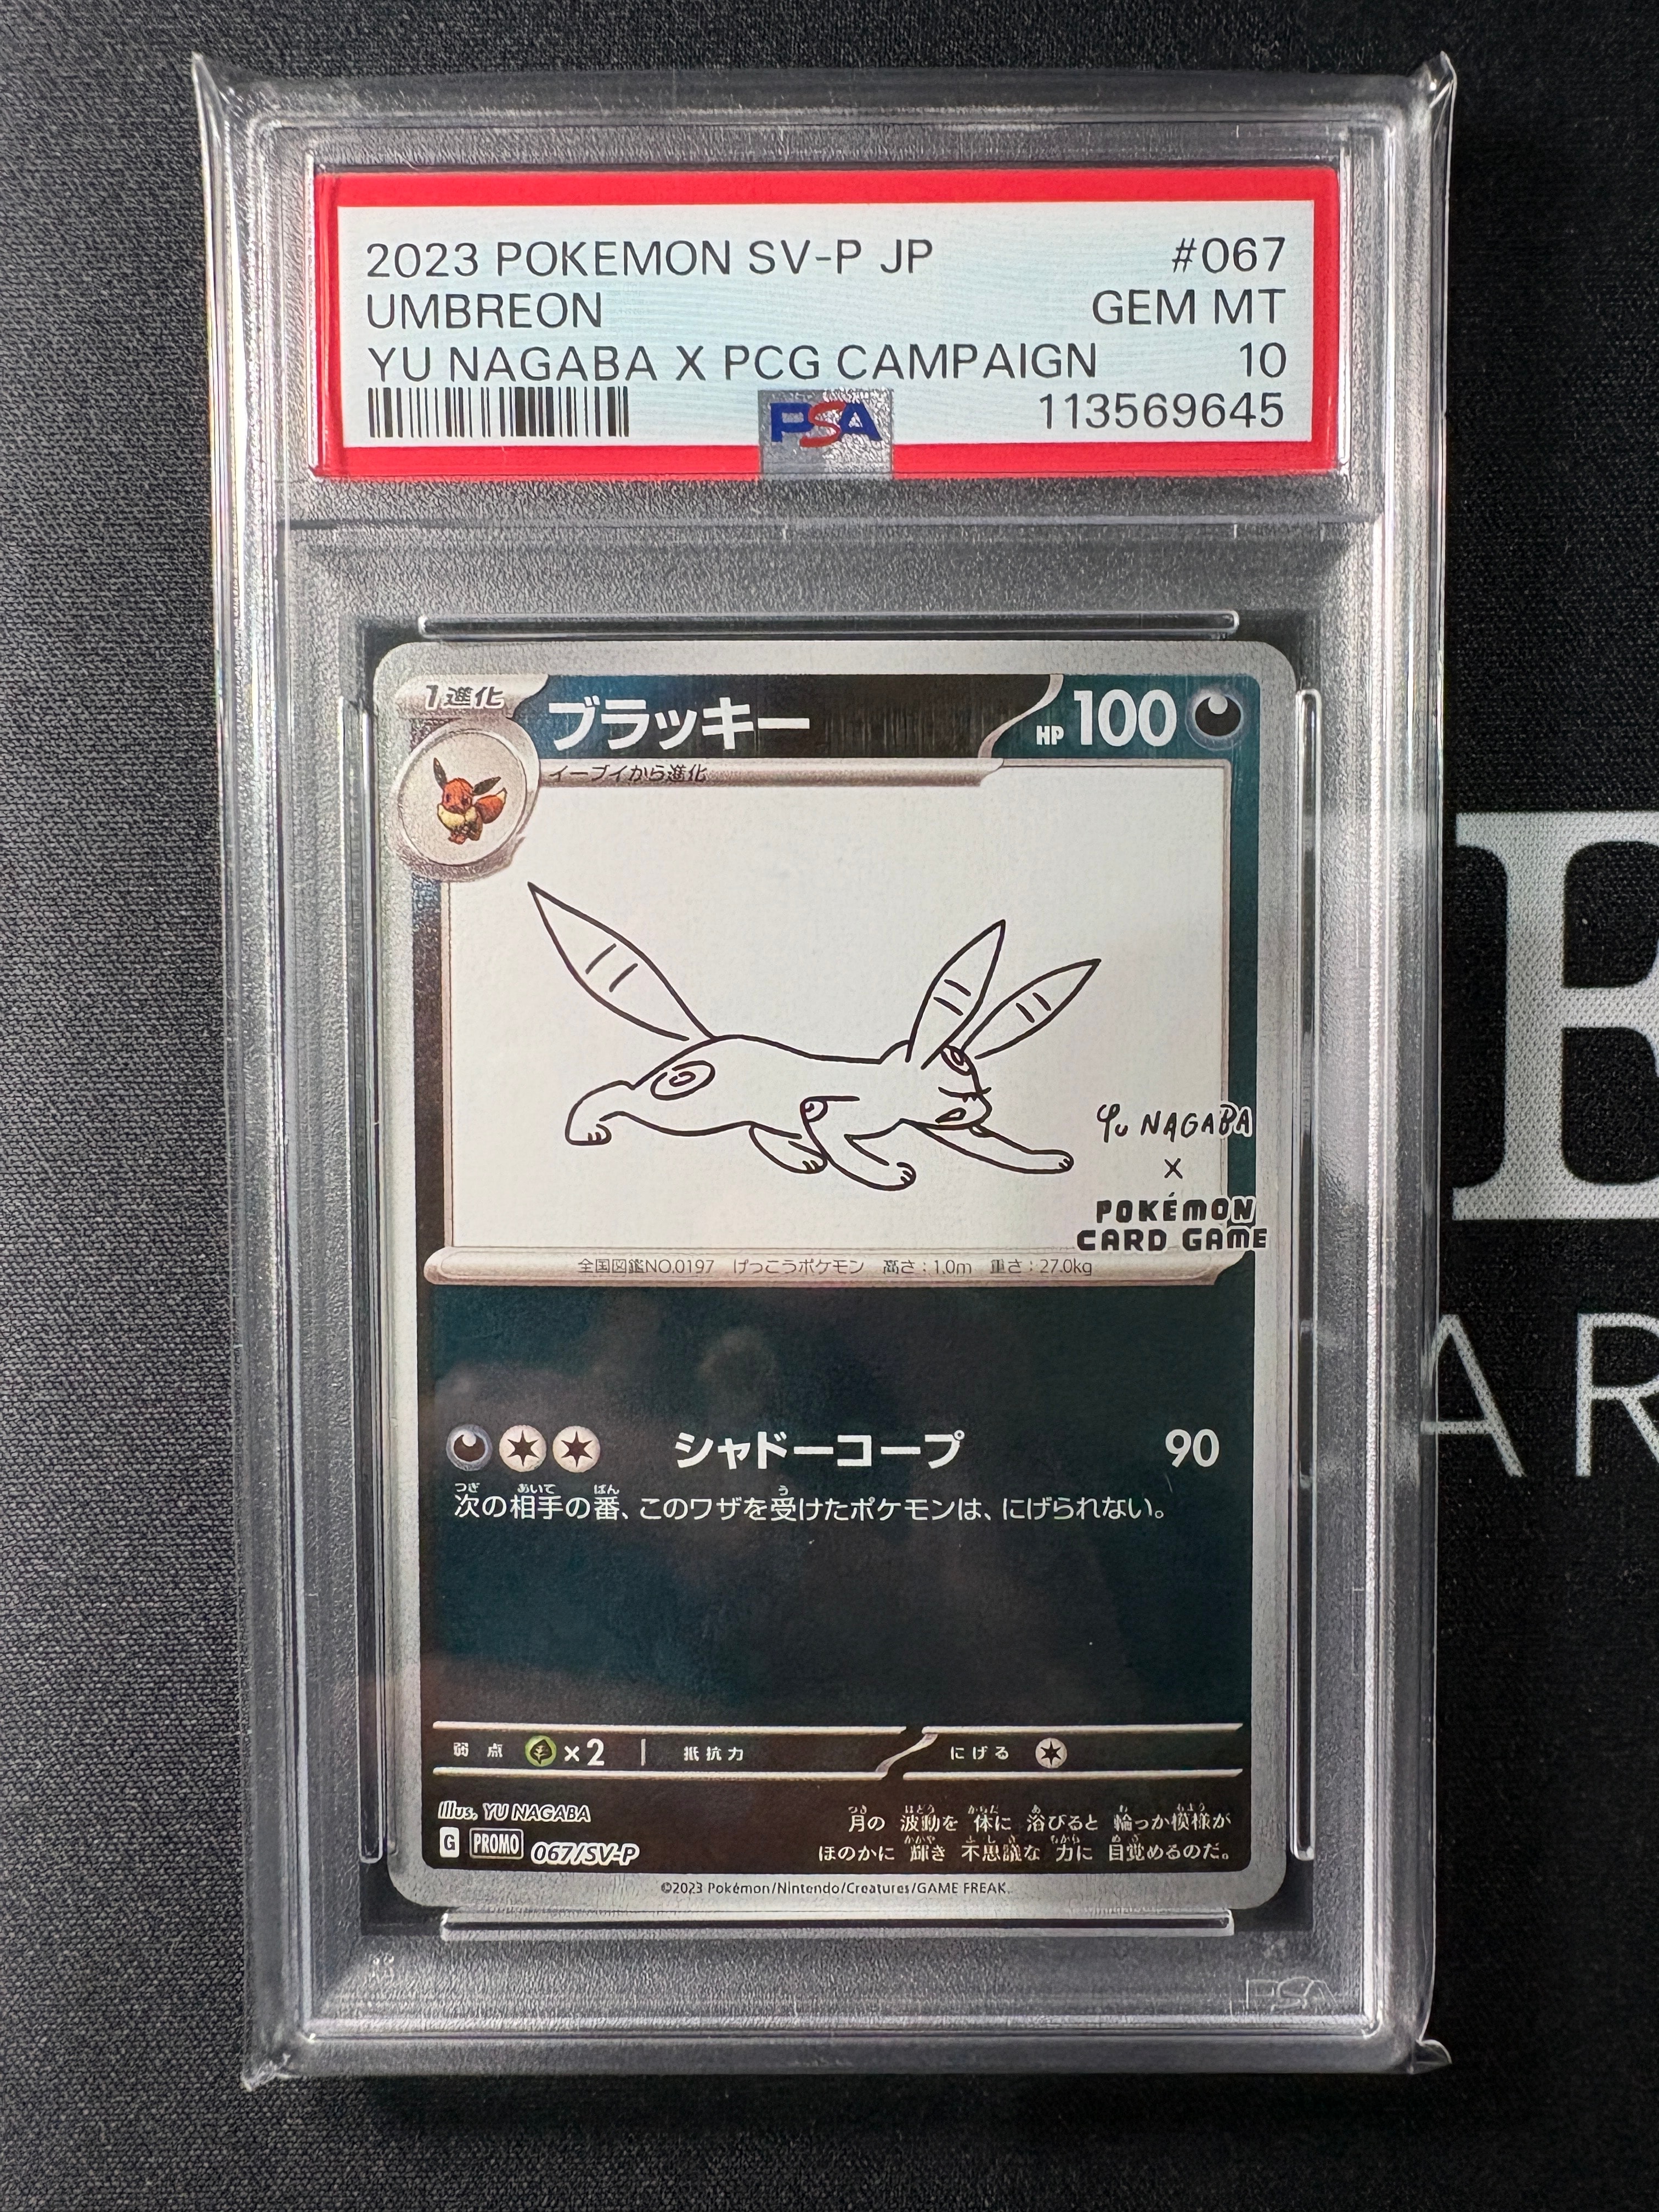 2023 POKEMON SV-P JP #067
UMBREON GEM MT
YU NAGABA X PCG CAMPAIGN 10
PSA 113569645
1進化 ブラッキー HP 100
イーブイから進化
YU NAGABA
X
POKÉMON
CARD GAME
全国図鑑NO.0197 げっこうポケモン 高さ:1.0m 重さ:27.0kg
シャドーコープ 90
次の相手の番、このワザを受けたポケモンは、にげられない。
弱点 ×2 抵抗力 にげる
Illus. YU NAGABA
G PROMO 067/SV-P
月の 波動を 体に 浴びると 輪っか模様が
ほのかに 輝き 不思議な 力に 目覚めるのだ。
©2023 Pokémon/Nintendo/Creatures/GAME FREAK.
PSA
AR